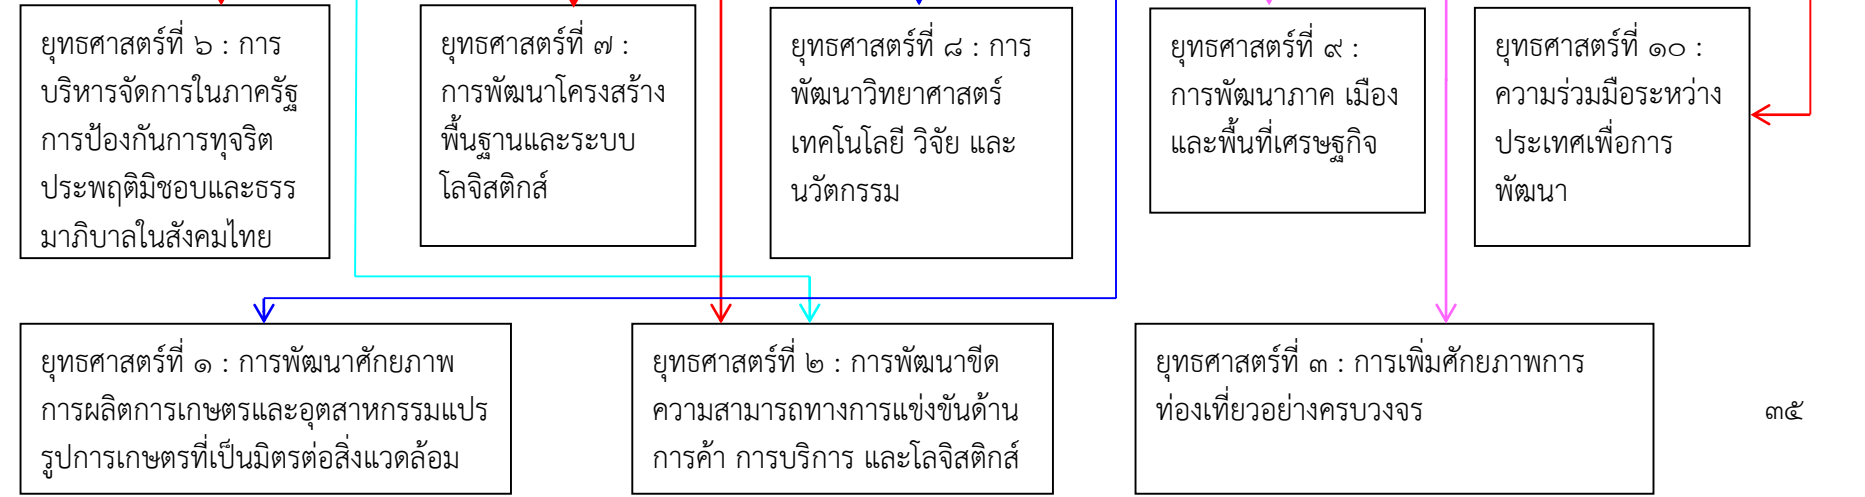 ยุทธศาสตร์ที่ ๖ : การ
บริหารจัดการในภาครัฐ
การป้องกันการทุจริต
ประพฤติมิชอบและธรร
มาภิบาลในสังคมไทย
ยุทธศาสตร์ที่ ๗ :
การพัฒนาโครงสร้าง
พื้นฐานและระบบ
โลจิสติกส์
ยุทธศาสตร์ที่ ๘ : การ
พัฒนาวิทยาศาสตร์
เทคโนโลยี วิจัย และ
นวัตกรรม
ยุทธศาสตร์ที่ ๙ :
การพัฒนาภาค เมือง
และพื้นที่เศรษฐกิจ
ยุทธศาสตร์ที่ ๑๐ :
ความร่วมมือระหว่าง
ประเทศเพื่อการ
พัฒนา
ยุทธศาสตร์ที่ ๑ : การพัฒนาศักยภาพ
การผลิตการเกษตรและอุตสาหกรรมแปร
รูปการเกษตรที่เป็นมิตรต่อสิ่งแวดล้อม
ยุทธศาสตร์ที่ ๒ : การพัฒนาขีด
ความสามารถทางการแข่งขันด้าน
การค้า การบริการ และโลจิสติกส์
ยุทธศาสตร์ที่ ๓ : การเพิ่มศักยภาพการ
ท่องเที่ยวอย่างครบวงจร
๓๕